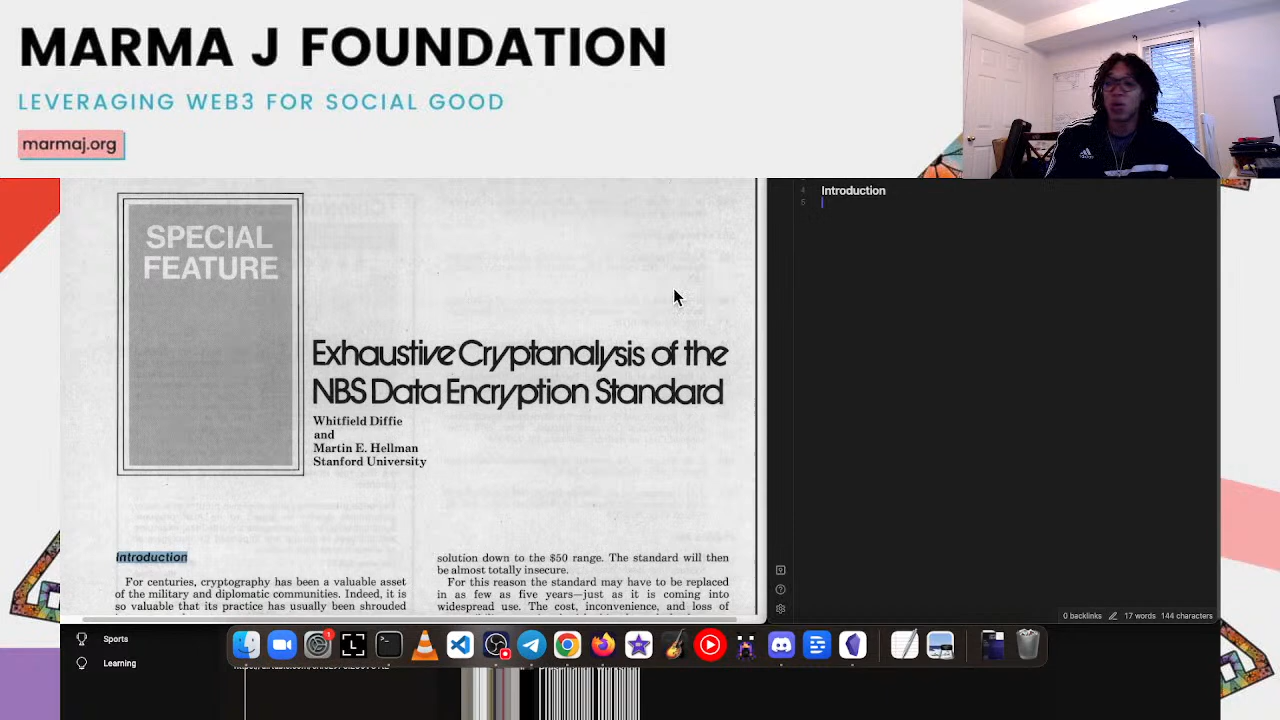 MARMA J FOUNDATION
LEVERAGING WEB3 FOR SOCIAL GOOD
marmaj.org
SPECIAL
FEATURE
Exhaustive Cryptanalysis of the
NBS Data Encryption Standard
Whitfield Diffie
and
Martin E. Hellman
Stanford University
Introduction
For centuries, cryptography has been a valuable asset
of the military and diplomatic communities. Indeed, it is
so valuable that its practice has usually been shrouded
solution down to the $50 range. The standard will then
be almost totally insecure.
For this reason the standard may have to be replaced
in as few as five years—just as it is coming into
widespread use. The cost, inconvenience, and loss of
4 Introduction
5
0 backlinks 17 words 144 characters
Sports
Learning
1